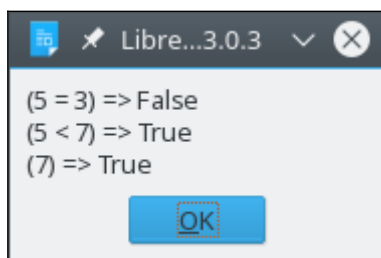 Libre...3.0.3
(5 = 3) => False
(5 < 7) => True
(7) => True
OK